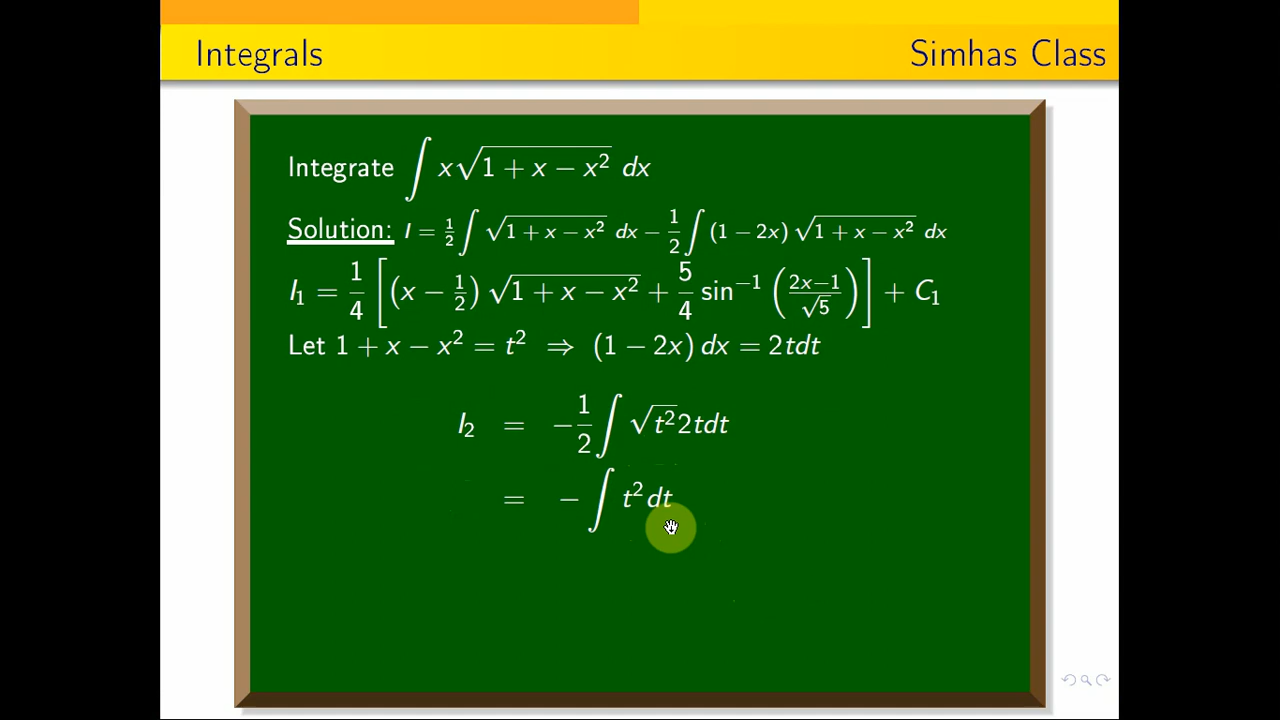 Integrals Simhas Class
Integrate ∫ x√(1 + x − x²) dx
Solution: I = 1/2 ∫ √(1 + x − x²) dx − 1/2 ∫ (1 − 2x) √(1 + x − x²) dx
I₁ = 1/4 [(x − 1/2) √(1 + x − x²) + 5/4 sin⁻¹ ((2x−1)/√5)] + C₁
Let 1 + x − x² = t² ⇒ (1 − 2x) dx = 2tdt
I₂ = −1/2 ∫ √(t²) 2tdt
= − ∫ t² dt